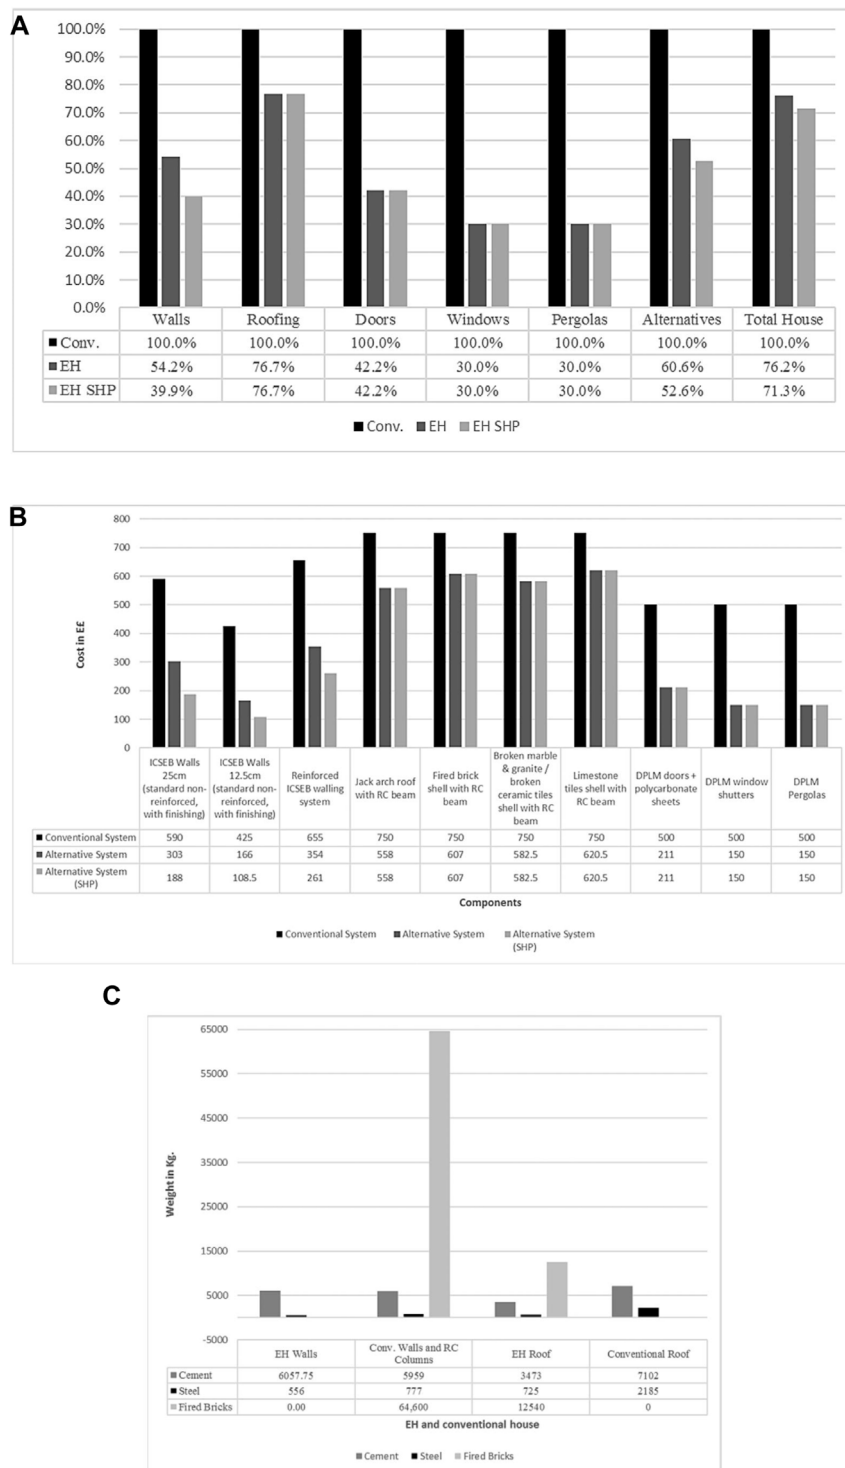 A
100.0%
90.0%
80.0%
70.0%
60.0%
50.0%
40.0%
30.0%
20.0%
10.0%
0.0%
Walls Roofing Doors Windows Pergolas Alternatives Total House
Conv. 100.0% 100.0% 100.0% 100.0% 100.0% 100.0% 100.0%
EH 54.2% 76.7% 42.2% 30.0% 30.0% 60.6% 76.2%
EH SHP 39.9% 76.7% 42.2% 30.0% 30.0% 52.6% 71.3%
Conv. EH EH SHP
B
Cost in E£
800
700
600
500
400
300
200
100
0
ICSEB Walls
25cm
(standard non-
reinforced,
with finishing)
ICSEB Walls
12.5cm
(standard non-
reinforced,
with finishing)
Reinforced
ICSEB walling
system
Jack arch roof
with RC beam
Fired brick
shell with RC
beam
Broken marble
& granite /
broken
ceramic tiles
shell with RC
beam
Limestone
tiles shell with
RC beam
DPLM doors +
polycarbonate
sheets
DPLM window
shutters
DPLM
Pergolas
Conventional System 590 425 655 750 750 750 750 500 500 500
Alternative System 303 166 354 558 607 582.5 620.5 211 150 150
Alternative System
(SHP)
188 108.5 261 558 607 582.5 620.5 211 150 150
Components
Conventional System Alternative System Alternative System
(SHP)
C
Weight in Kg.
65000
55000
45000
35000
25000
15000
5000
-5000
EH Walls
Conv. Walls and RC
Columns
EH Roof
Conventional Roof
Cement 6057.75 5959 3473 7102
Steel 556 777 725 2185
Fired Bricks 0.00 64,600 12540 0
EH and conventional house
Cement Steel Fired Bricks